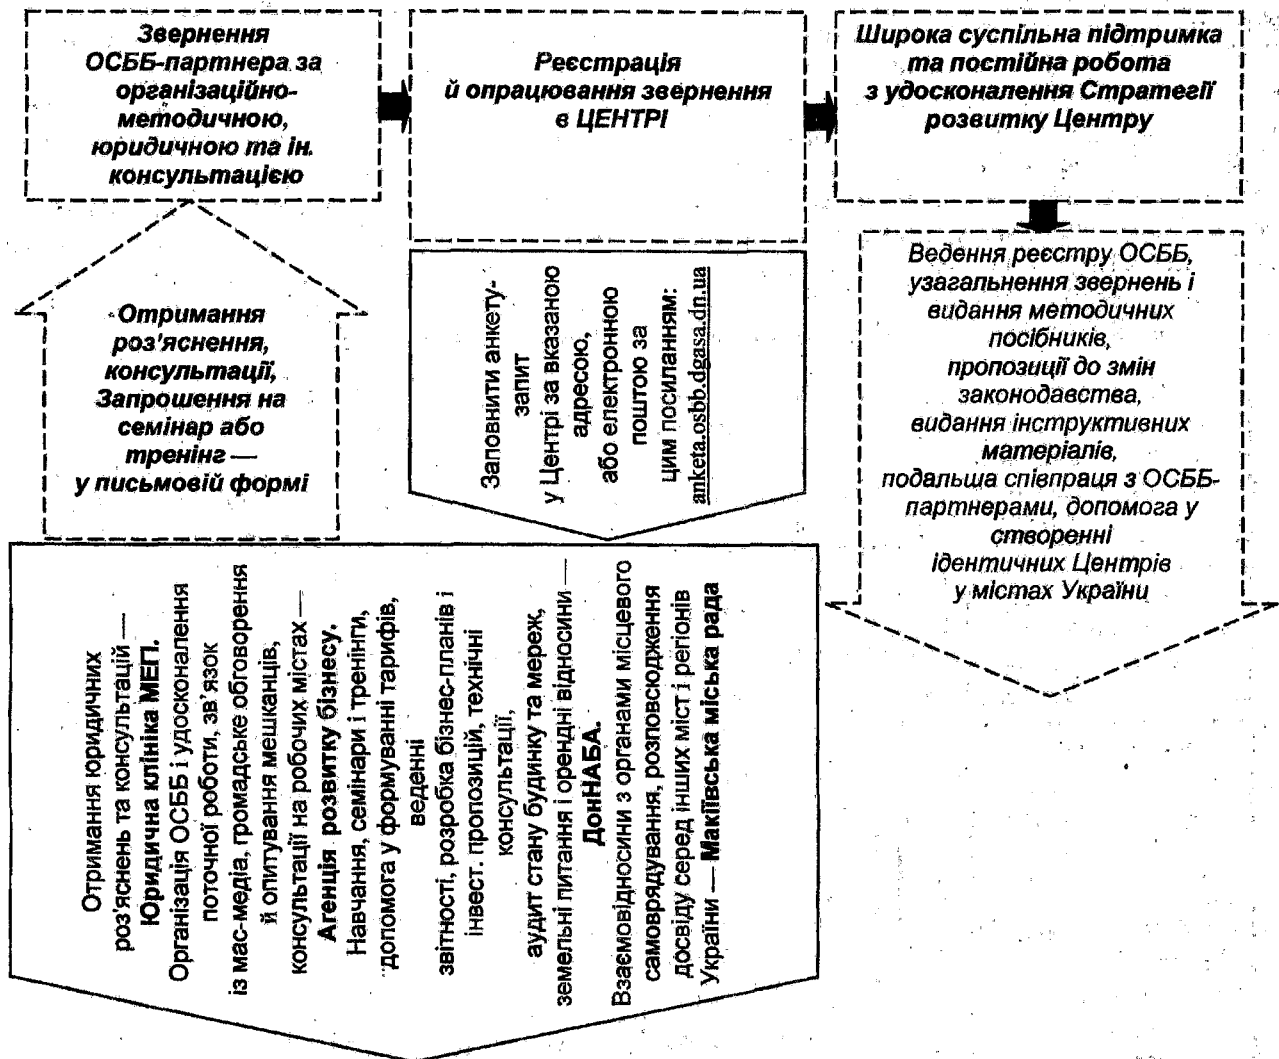 Звернення
ОСББ-партнера за
організаційно-
методичною,
юридичною та ін.
консультацією
Реєстрація
й опрацювання звернення
в ЦЕНТРІ
Широка суспільна підтримка
та постійна робота
з удосконалення Стратегії
розвитку Центру
Отримання
роз'яснення,
консультації,
Запрошення на
семінар або
тренінг —
у письмовій формі
Заповнити анкету-
запит
у Центрі за вказаною
адресою,
або електронною
поштою за
цим посиланням:
anketa.osbb.dgasa.dn.ua
Ведення реєстру ОСББ,
узагальнення звернень і
видання методичних
посібників,
пропозиції до змін
законодавства,
видання інструктивних
матеріалів,
подальща співпраця з ОСББ-
партнерами, допомога у
створенні
ідентичних Центрів
у містах України
Отримання юридичних
роз'яснень та консультацій —
Юридична клініка МЕГІ.
Організація ОСББ і удосконалення
поточної роботи, зв'язок
із мас-медіа, громадське обговорення
й опитування мешканців,
консультації на робочих містах —
Агенція розвитку бізнесу.
Навчання, семінари і тренінги,
допомога у формуванні тарифів,
веденні
звітності, розробка бізнес-планів і
інвест. пропозицій, технічні
консультації,
аудит стану будинку та мереж,
земельні питання і орендні відносини —
ДонНАБА.
Взаємовідносини з органами місцевого
самоврядування, розповсюдження
досвіду серед інших міст і регіонів
України — Макіївська міська рада